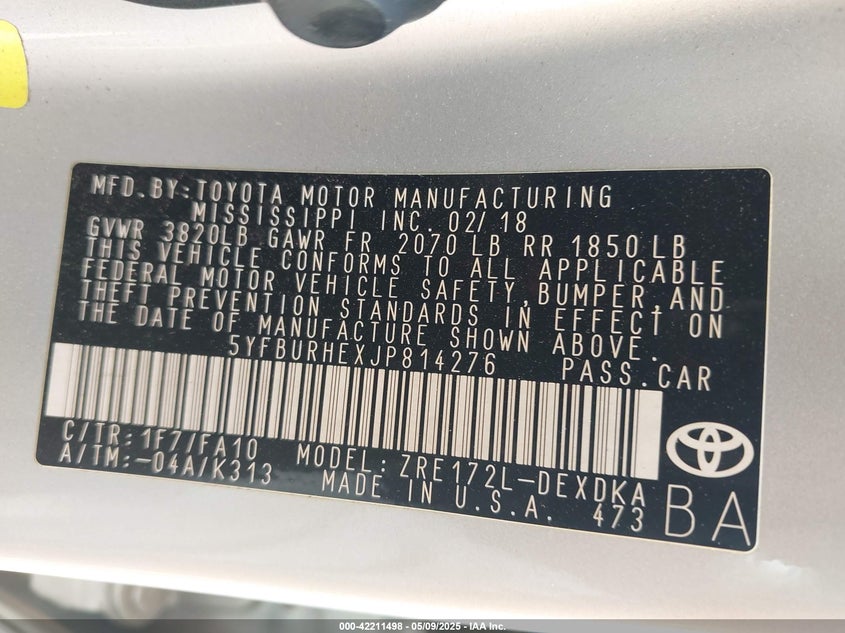 MFD.BY:TOYOTA MOTOR MANUFACTURING
MISSISSIPPI INC. 02/18
GVWR 3820LB GAWR FR 2070 LB RR 1850 LB
THIS VEHICLE CONFORMS TO ALL APPLICABLE
FEDERAL MOTOR VEHICLE SAFETY,BUMPER,AND
THEFT PREVENTION STANDARDS IN EFFECT ON
THE DATE OF MANUFACTURE SHOWN ABOVE.
5YFBURHEXJP814276 PASS.CAR
C/TR:1F7/FA10 MODEL:ZRE172L-DEXDKA
A/TM:-04A/K313 MADE IN U.S.A. 473 BA
000-42211498 - 05/09/2025 - IAA Inc.